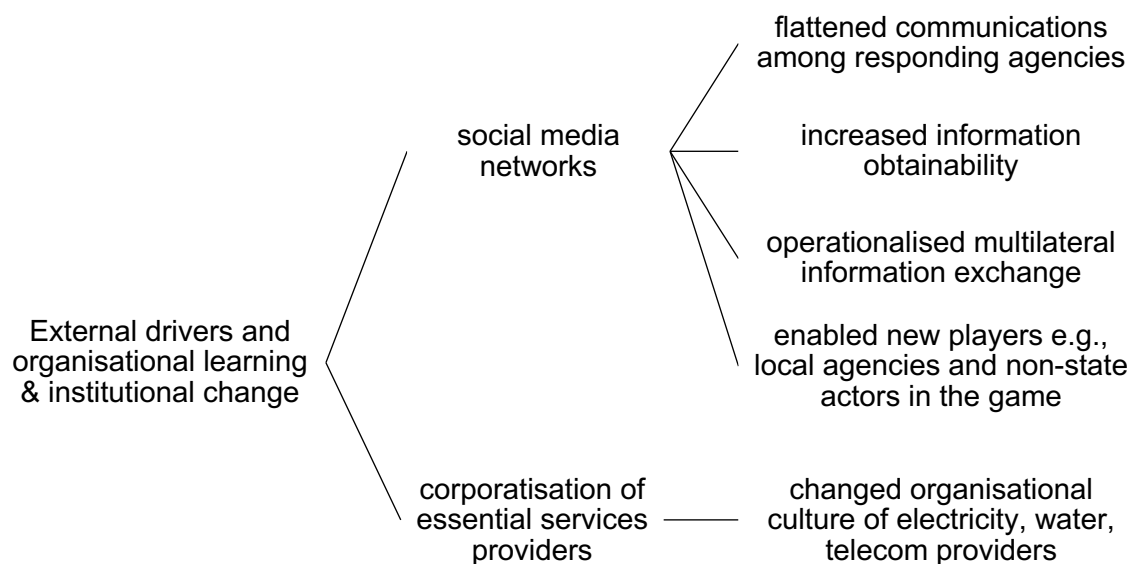 External drivers and
organisational learning
& institutional change
social media
networks
flattened communications
among responding agencies
increased information
obtainability
operationalised multilateral
information exchange
enabled new players e.g.,
local agencies and non-state
actors in the game
corporatisation of
essential services
providers
changed organisational
culture of electricity, water,
telecom providers